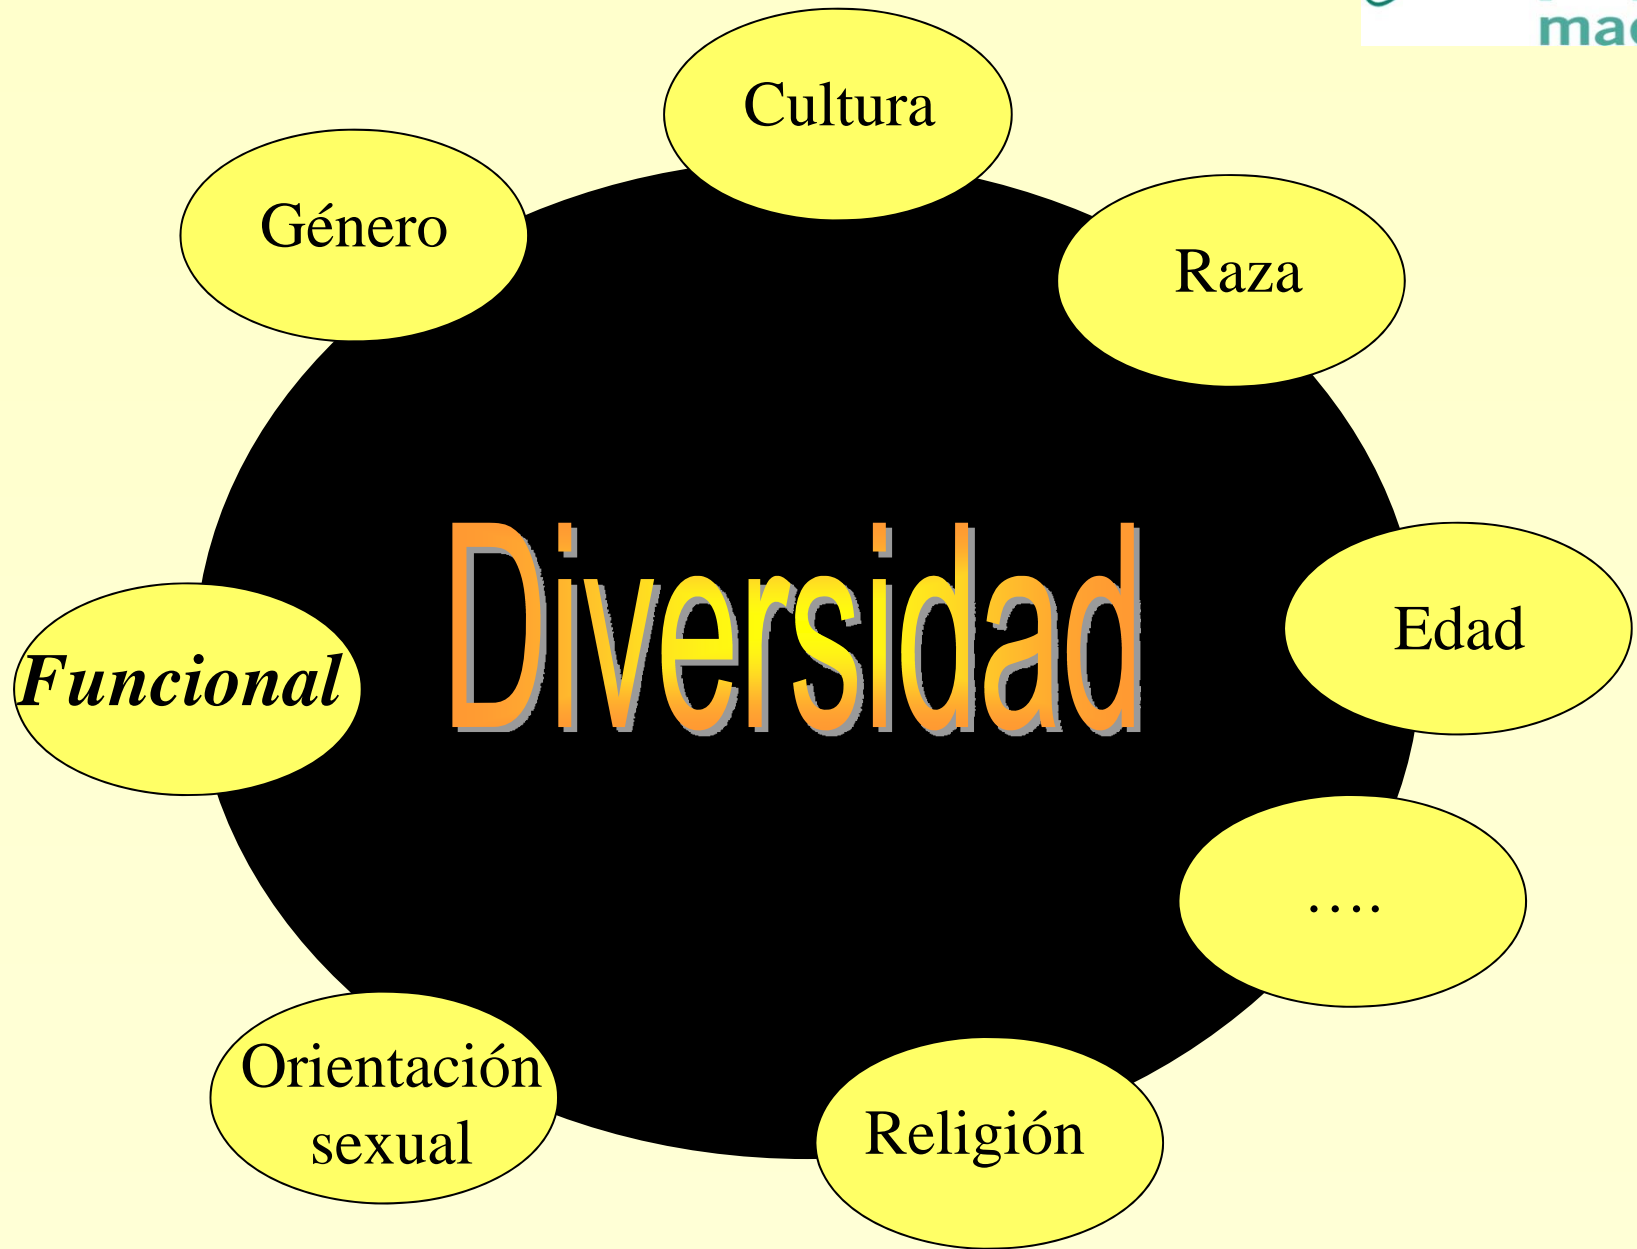 Cultura
Género
Raza
Diversidad
Edad
Funcional
....
Orientación
sexual
Religión